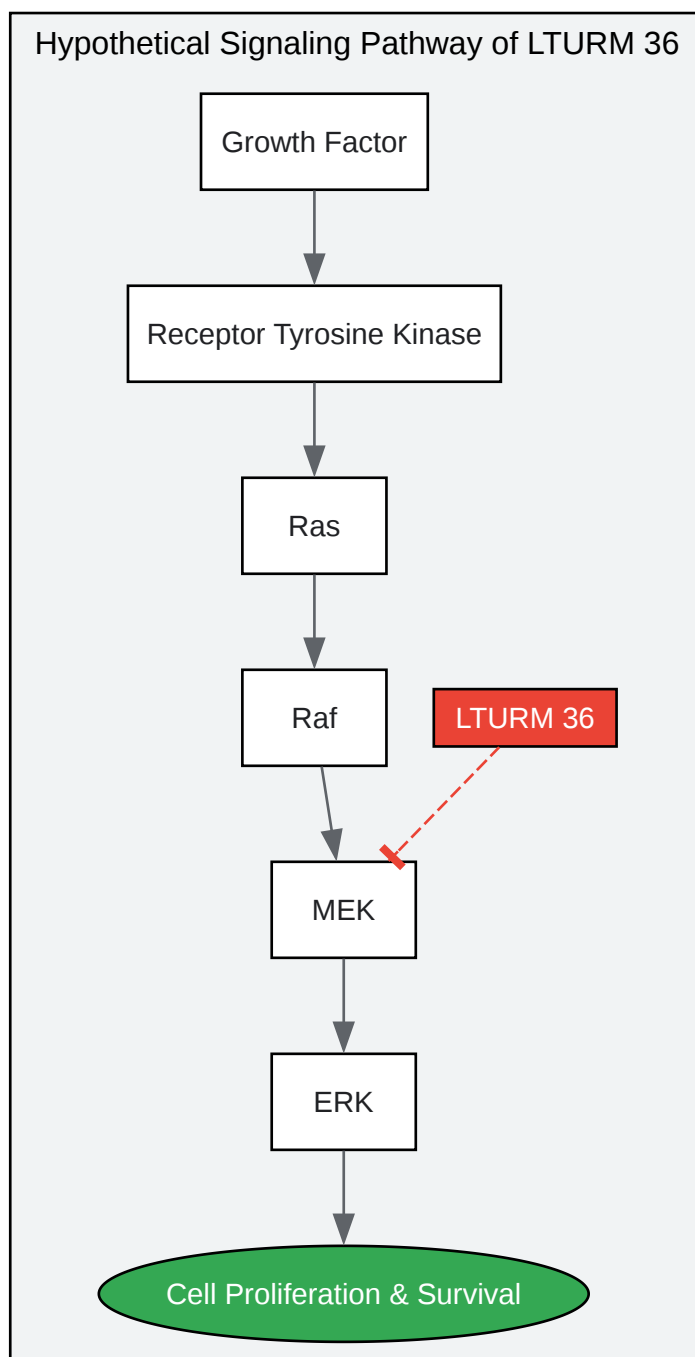 Hypothetical Signaling Pathway of LTURM 36
Growth Factor
Receptor Tyrosine Kinase
Ras
Raf
LTURM 36
MEK
ERK
Cell Proliferation & Survival